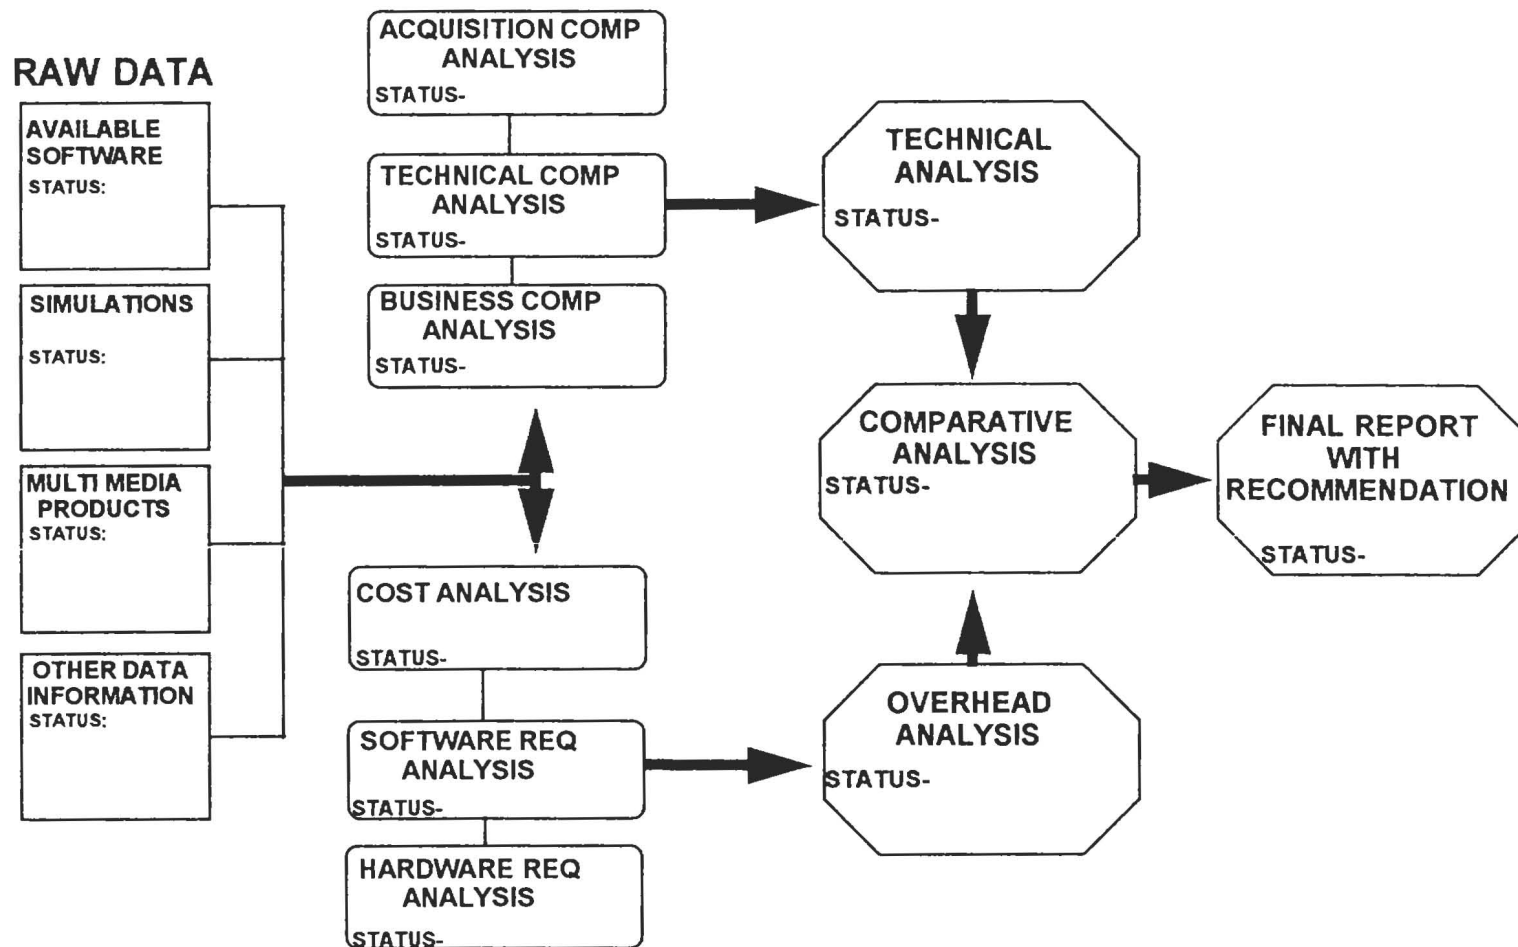 RAW DATA
AVAILABLE
SOFTWARE
STATUS:
SIMULATIONS
STATUS:
MULTI MEDIA
PRODUCTS
STATUS:
OTHER DATA
INFORMATION
STATUS:
ACQUISITION COMP
ANALYSIS
STATUS-
TECHNICAL COMP
ANALYSIS
STATUS-
BUSINESS COMP
ANALYSIS
STATUS-
COST ANALYSIS
STATUS-
SOFTWARE REQ
ANALYSIS
STATUS-
HARDWARE REQ
ANALYSIS
STATUS-
TECHNICAL
ANALYSIS
STATUS-
COMPARATIVE
ANALYSIS
STATUS-
OVERHEAD
ANALYSIS
STATUS-
FINAL REPORT
WITH
RECOMMENDATION
STATUS-